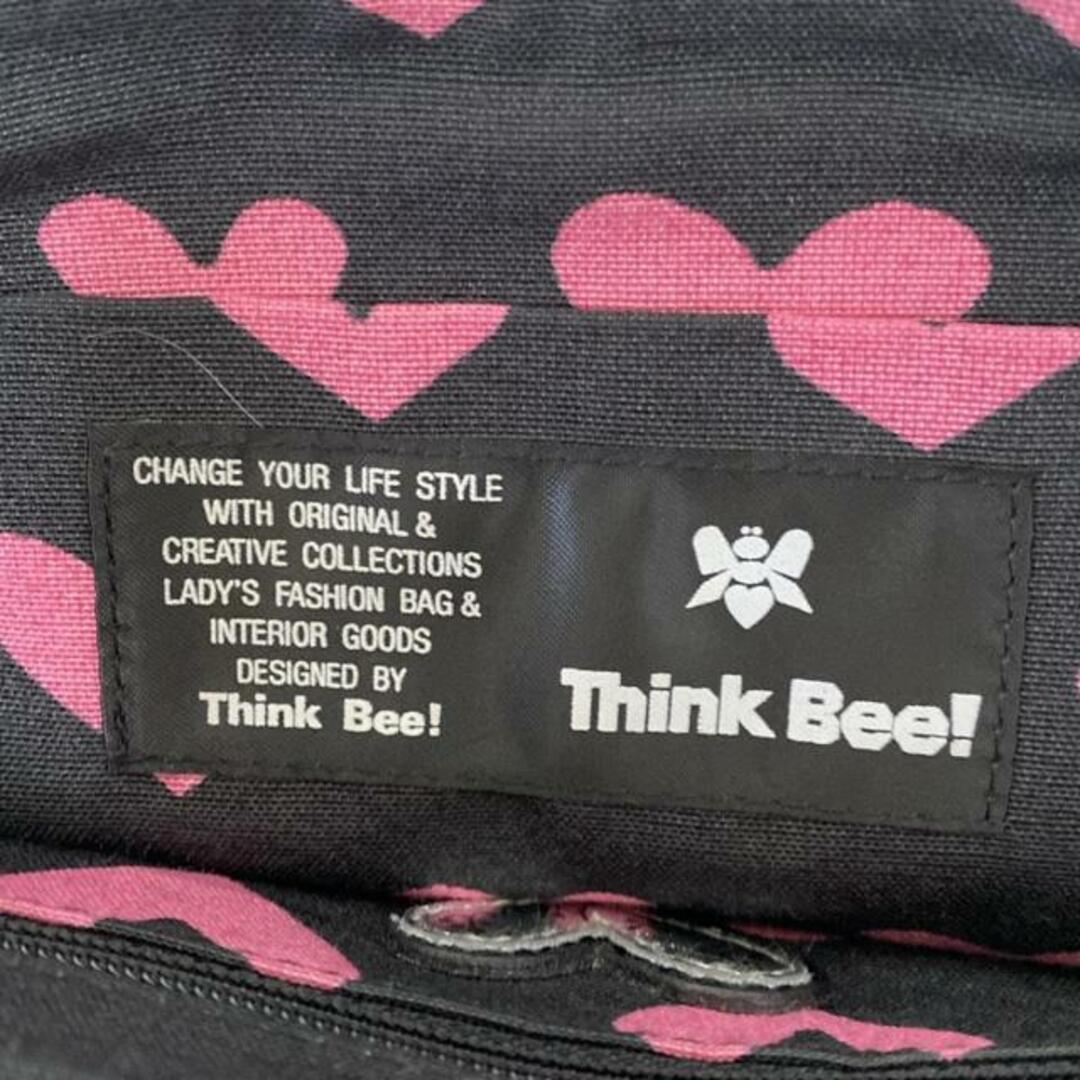 CHANGE YOUR LIFE STYLE
WITH ORIGINAL &
CREATIVE COLLECTIONS
LADY'S FASHION BAG &
INTERIOR GOODS
DESIGNED BY
Think Bee!
Think Bee!